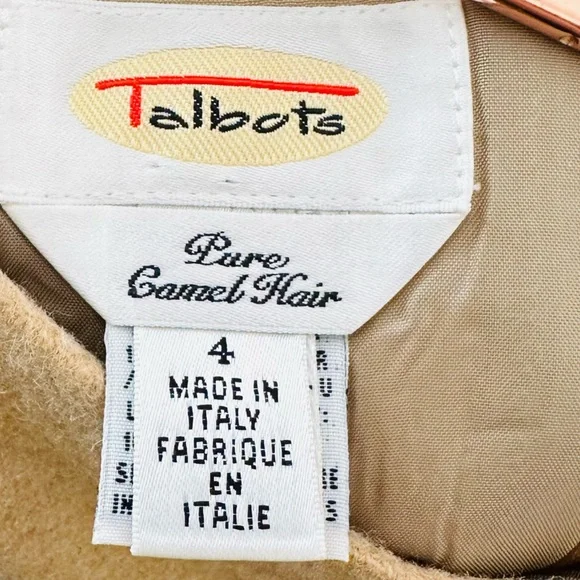 Talbots
Pure
Camel Hair
4
MADE IN
ITALY
FABRIQUE
EN
ITALIE